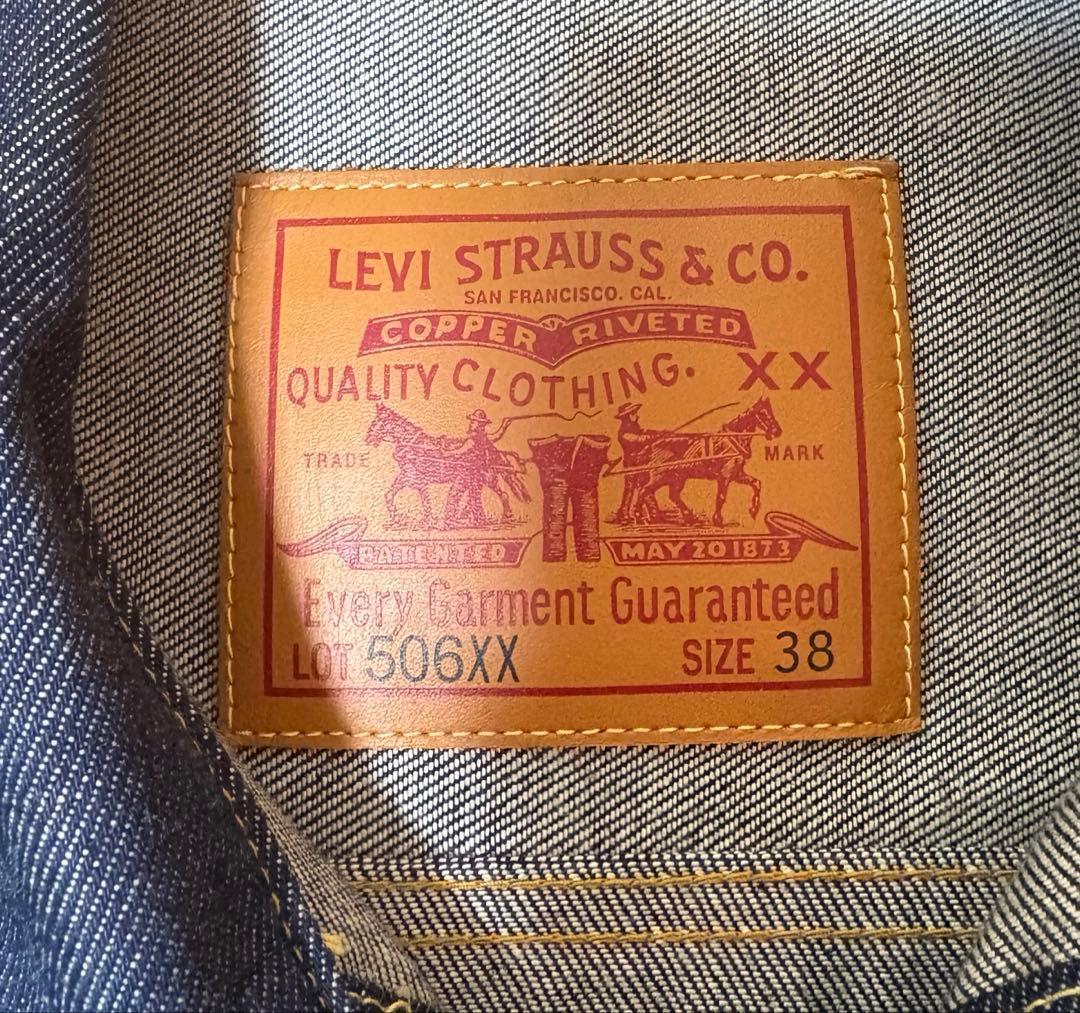 LEVI STRAUSS & CO.
SAN FRANCISCO. CAL.
COPPER RIVETED
QUALITY CLOTHING. XX
TRADE MARK
PATENTED MAY 20 1873
Every Garment Guaranteed
LOT 506XX SIZE 38